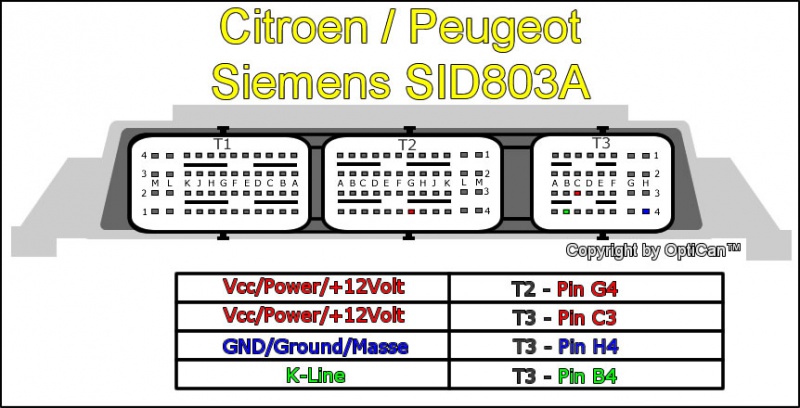 Citroen / Peugeot
Siemens SID803A
T1 T2 T3
4 1 1
3 M L K J H G F E D C B A A B C D E F G H J K L M 2 A B C D E F G H 2
2 3 3
1 4 4
Copyright by OptiCan™
Vcc/Power/+12Volt T2 - Pin G4
Vcc/Power/+12Volt T3 - Pin C3
GND/Ground/Masse T3 - Pin H4
K-Line T3 - Pin B4